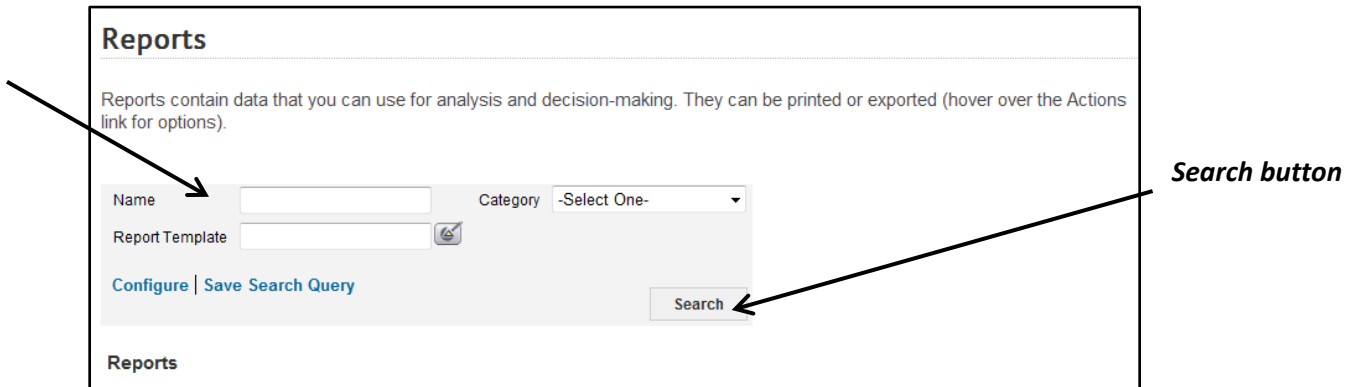 Reports
Reports contain data that you can use for analysis and decision-making. They can be printed or exported (hover over the Actions
link for options).
Search button
Name Category -Select One-
Report Template
Configure | Save Search Query
Search
Reports